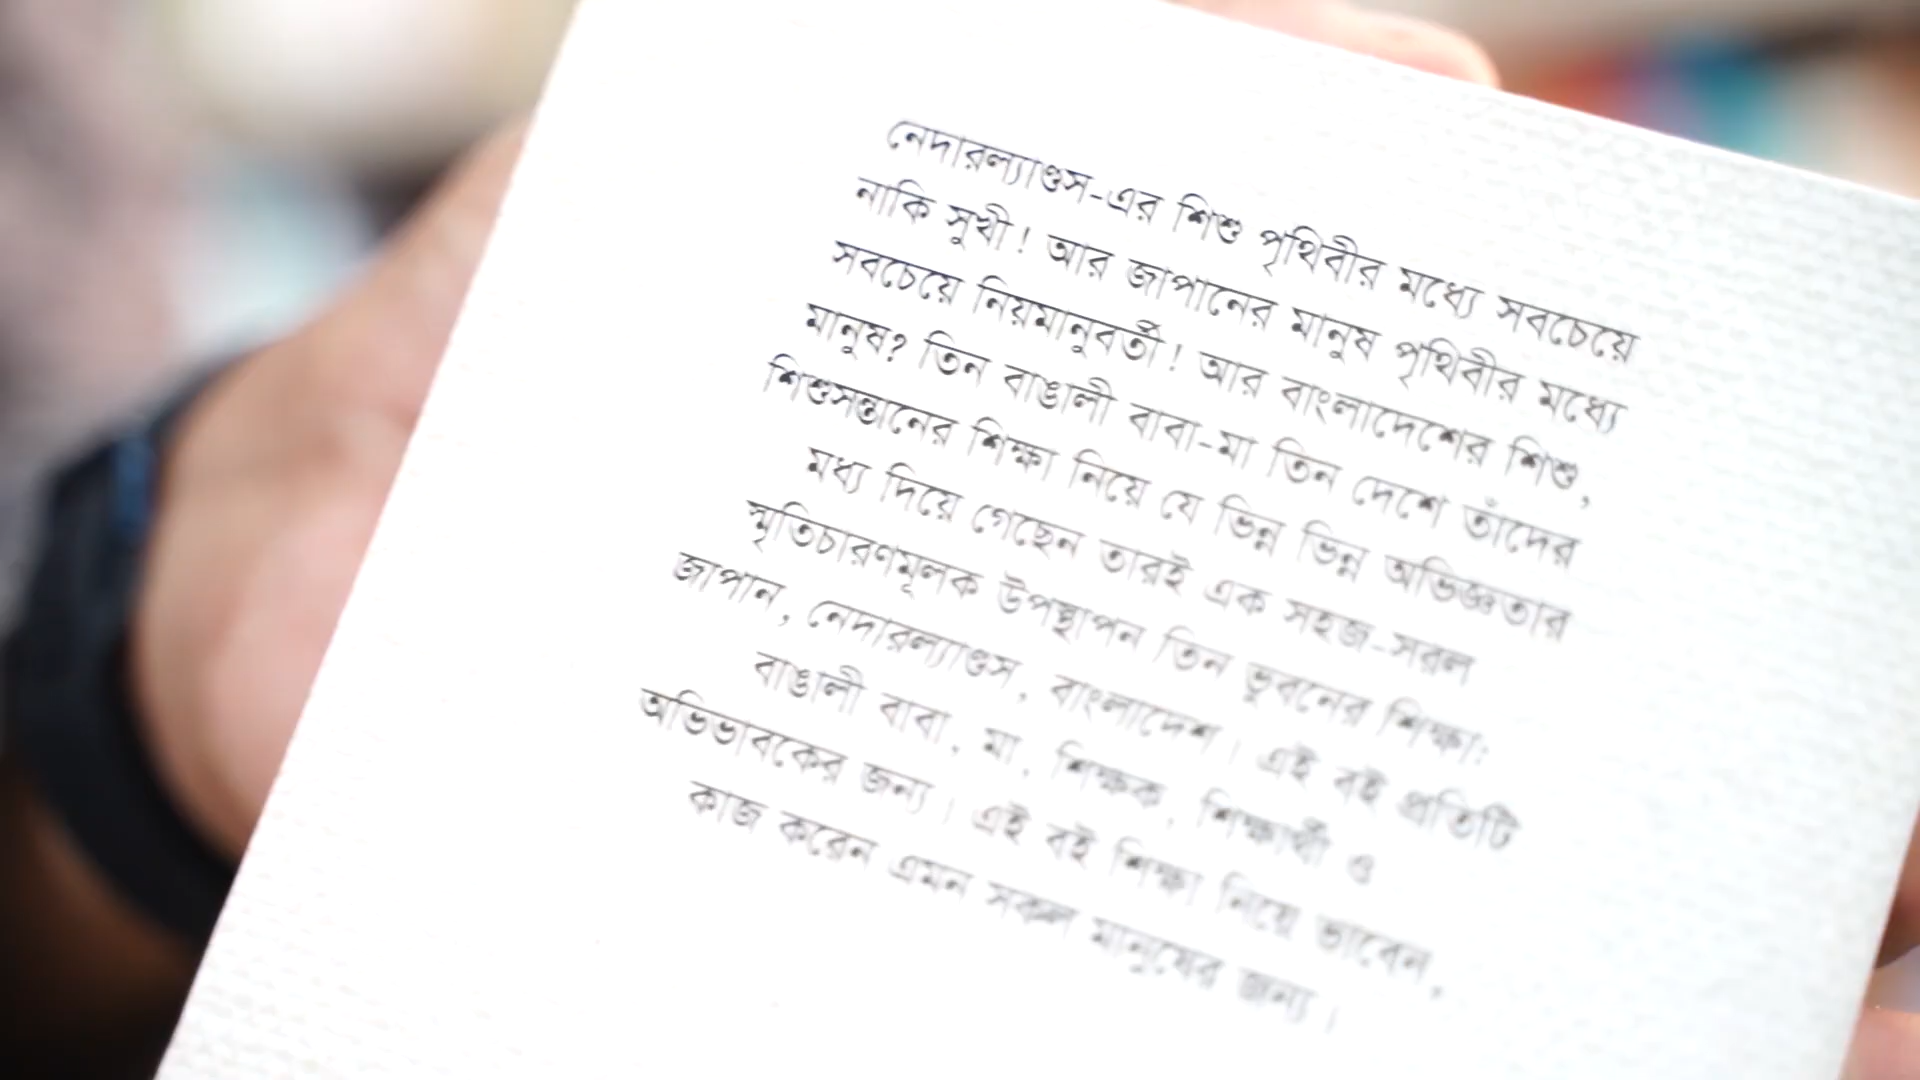 নেদারল্যাণ্ডস-এর শিশু পৃথিবীর মধ্যে সবচেয়ে
নাকি সুখী! আর জাপানের মানুষ পৃথিবীর মধ্যে
সবচেয়ে নিয়মানুবর্তী! আর বাংলাদেশের শিশু,
মানুষ? তিন বাঙালী বাবা-মা তিন দেশে তাঁদের
শিশুসন্তানের শিক্ষা নিয়ে যে ভিন্ন ভিন্ন অভিজ্ঞতার
মধ্য দিয়ে গেছেন তারই এক সহজ-সরল
স্মৃতিচারণমূলক উপস্থাপন তিন ভুবনের শিক্ষা:
জাপান, নেদারল্যাণ্ডস, বাংলাদেশ। এই বই প্রতিটি
বাঙালী বাবা, মা, শিক্ষক, শিক্ষার্থী ও
অভিভাবকের জন্য। এই বই শিক্ষা নিয়ে ভাবেন,
কাজ করেন এমন সকল মানুষের জন্য।